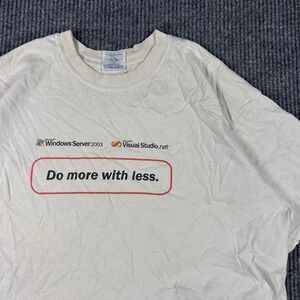 Windows Server 2003 Visual Studio.net
Do more with less.